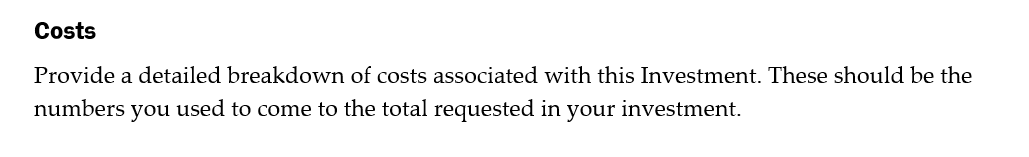 Costs
Provide a detailed breakdown of costs associated with this Investment. These should be the
numbers you used to come to the total requested in your investment.